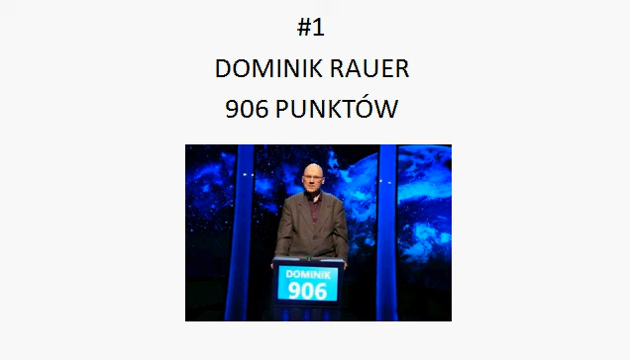 #1
DOMINIK RAUER
906 PUNKTÓW
DOMINIK
906